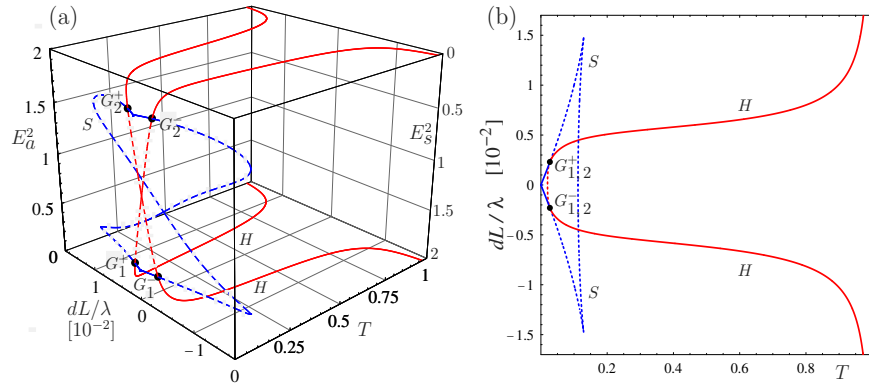 (a)
2
1.5
E_a^2
0.5
0
G_2^+
G_2^-
S
0
0.5
E_s^2
1.5
2
H
H
G_1^+
G_1^-
1
0
−1
dL/λ
[10^-2]
0
0.25
0.5
0.75
1
T
(b)
dL/λ [10^-2]
1.5
1
0.5
0
−0.5
−1
−1.5
S
H
G_{1,2}^+
G_{1,2}^-
H
S
0.2
0.4
0.6
0.8
T